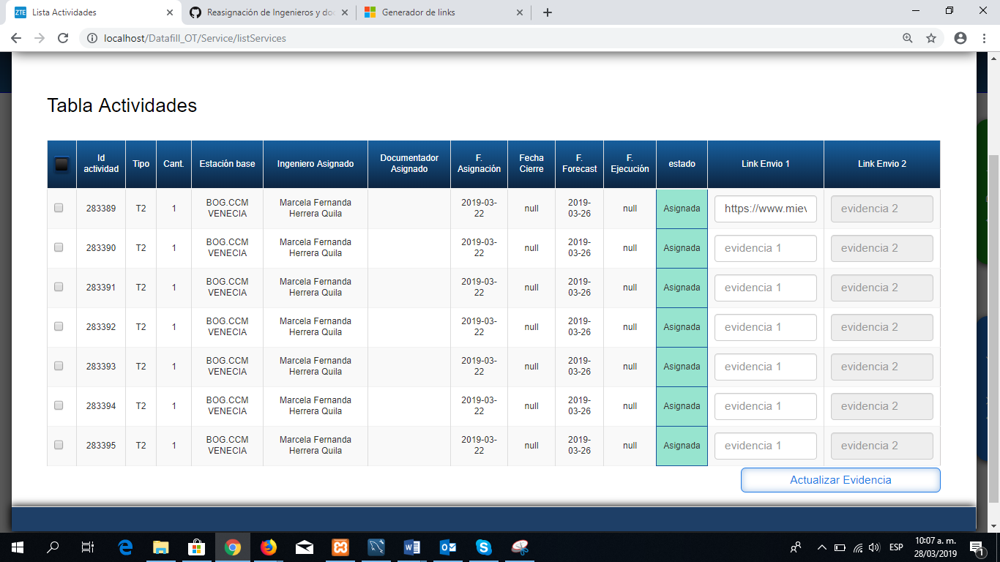 ZTE Lista Actividades
Reasignación de Ingenieros y do
Generador de links
localhost/Datafill_OT/Service/listServices
Tabla Actividades
Id actividad Tipo Cant. Estación base Ingeniero Asignado Documentador Asignado F. Asignación Fecha Cierre F. Forecast F. Ejecución estado Link Envio 1 Link Envio 2
283389 T2 1 BOG.CCM VENECIA Marcela Fernanda Herrera Quila 2019-03-22 null 2019-03-26 null Asignada https://www.miev evidencia 2
283390 T2 1 BOG.CCM VENECIA Marcela Fernanda Herrera Quila 2019-03-22 null 2019-03-26 null Asignada evidencia 1 evidencia 2
283391 T2 1 BOG.CCM VENECIA Marcela Fernanda Herrera Quila 2019-03-22 null 2019-03-26 null Asignada evidencia 1 evidencia 2
283392 T2 1 BOG.CCM VENECIA Marcela Fernanda Herrera Quila 2019-03-22 null 2019-03-26 null Asignada evidencia 1 evidencia 2
283393 T2 1 BOG.CCM VENECIA Marcela Fernanda Herrera Quila 2019-03-22 null 2019-03-26 null Asignada evidencia 1 evidencia 2
283394 T2 1 BOG.CCM VENECIA Marcela Fernanda Herrera Quila 2019-03-22 null 2019-03-26 null Asignada evidencia 1 evidencia 2
283395 T2 1 BOG.CCM VENECIA Marcela Fernanda Herrera Quila 2019-03-22 null 2019-03-26 null Asignada evidencia 1 evidencia 2
Actualizar Evidencia
ESP
10:07 a. m.
28/03/2019
1